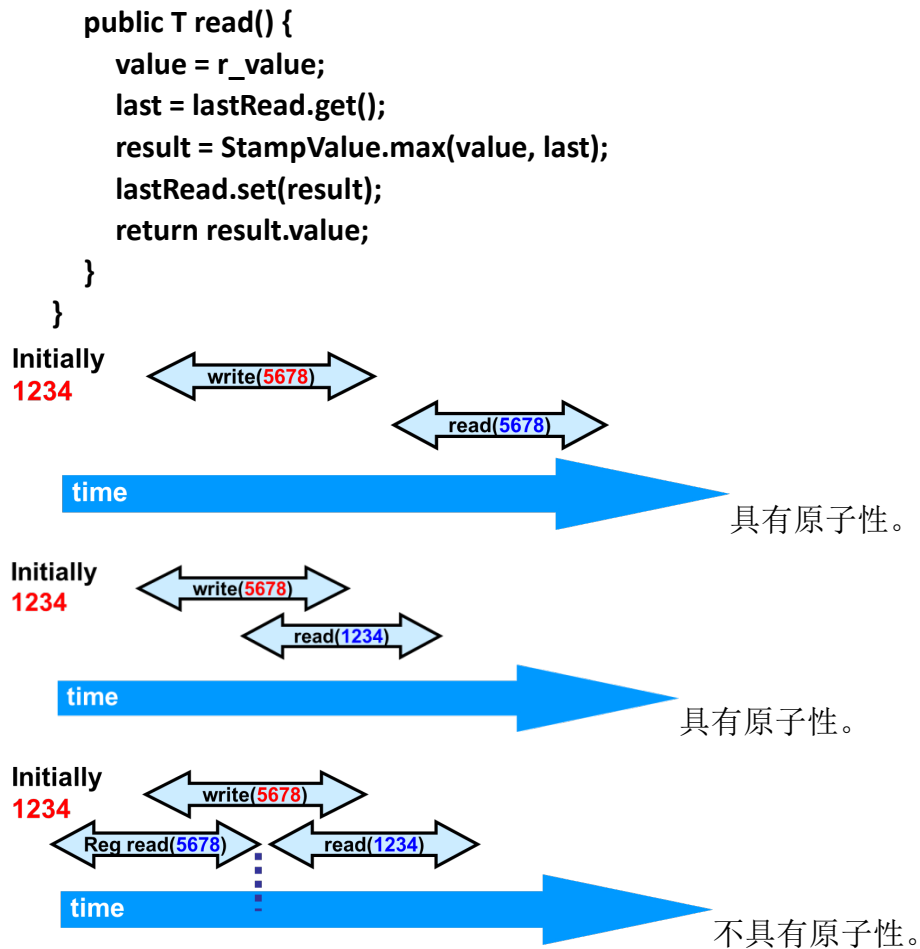 public T read() {
value = r_value;
last = lastRead.get();
result = StampValue.max(value, last);
lastRead.set(result);
return result.value;
}
}
Initially
1234
write(5678)
read(5678)
time
具有原子性。
Initially
1234
write(5678)
read(1234)
time
具有原子性。
Initially
1234
write(5678)
Reg read(5678)
read(1234)
time
不具有原子性。